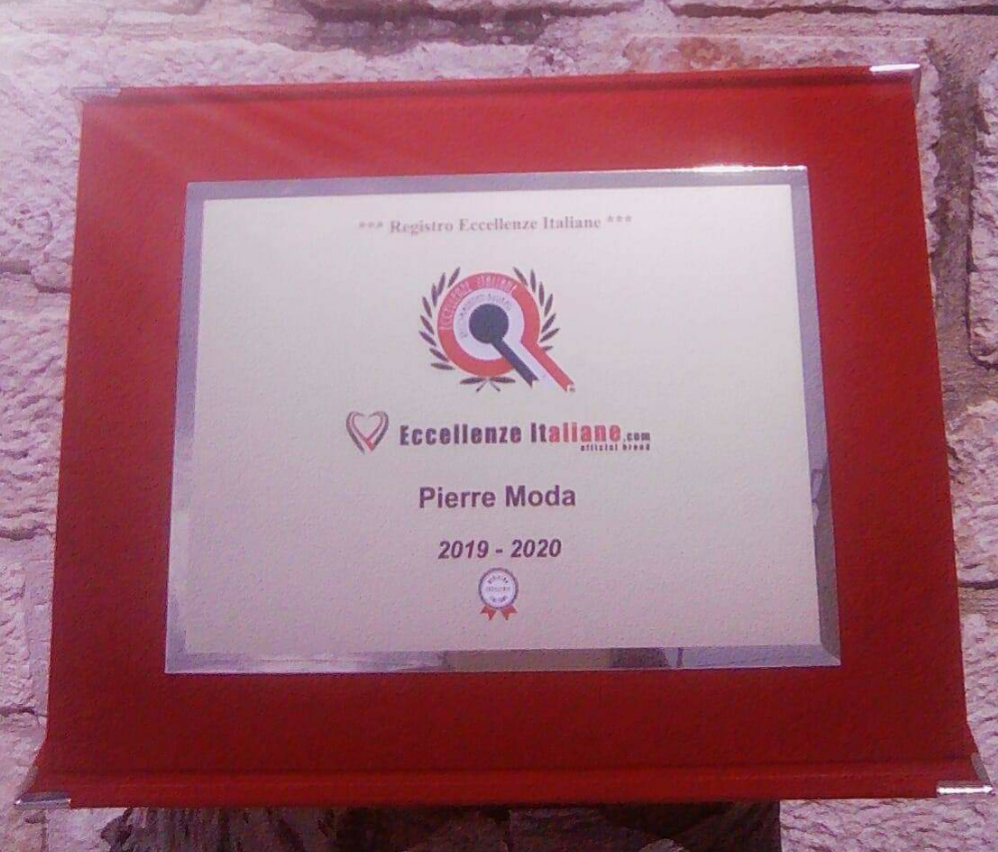 *** Registro Eccellenze Italiane ***
ECCELLENZE ITALIANE
Eccellenze Italiane.com
official brand
Pierre Moda
2019 - 2020